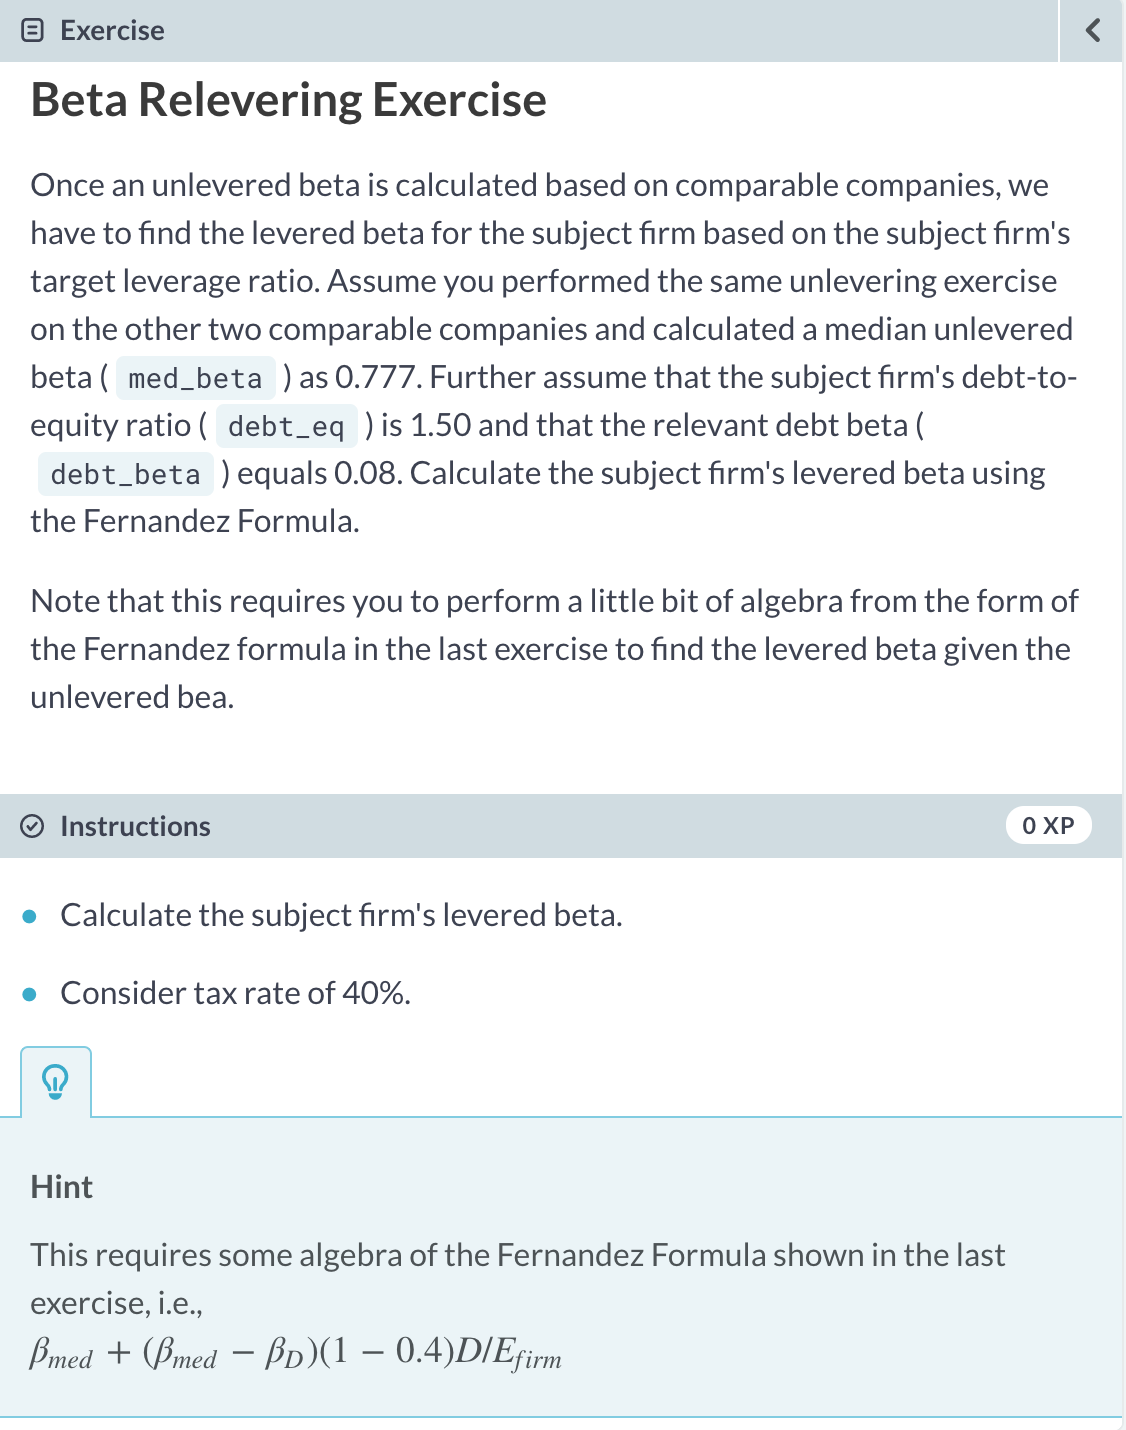 Exercise
Beta Relevering Exercise
Once an unlevered beta is calculated based on comparable companies, we
have to find the levered beta for the subject firm based on the subject firm's
target leverage ratio. Assume you performed the same unlevering exercise
on the other two comparable companies and calculated a median unlevered
beta ( med_beta ) as 0.777. Further assume that the subject firm's debt-to-
equity ratio ( debt_eq ) is 1.50 and that the relevant debt beta (
debt_beta ) equals 0.08. Calculate the subject firm's levered beta using
the Fernandez Formula.
Note that this requires you to perform a little bit of algebra from the form of
the Fernandez formula in the last exercise to find the levered beta given the
unlevered bea.
Instructions
0 XP
Calculate the subject firm's levered beta.
Consider tax rate of 40%.
Hint
This requires some algebra of the Fernandez Formula shown in the last
exercise, i.e.,
β_med + (β_med − β_D)(1 − 0.4)D/E_firm